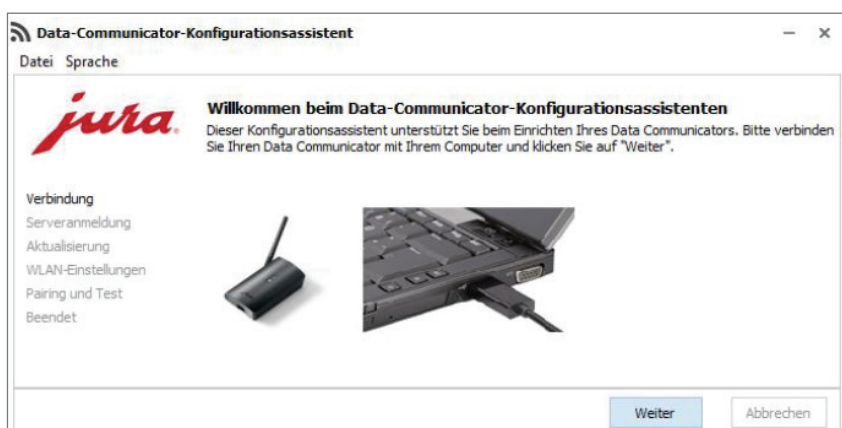 Data-Communicator-Konfigurationsassistent
Datei Sprache
jura
Willkommen beim Data-Communicator-Konfigurationsassistenten
Dieser Konfigurationsassistent unterstützt Sie beim Einrichten Ihres Data Communicators. Bitte verbinden
Sie Ihren Data Communicator mit Ihrem Computer und klicken Sie auf "Weiter".
Verbindung
Serveranmeldung
Aktualisierung
WLAN-Einstellungen
Pairing und Test
Beendet
Weiter Abbrechen